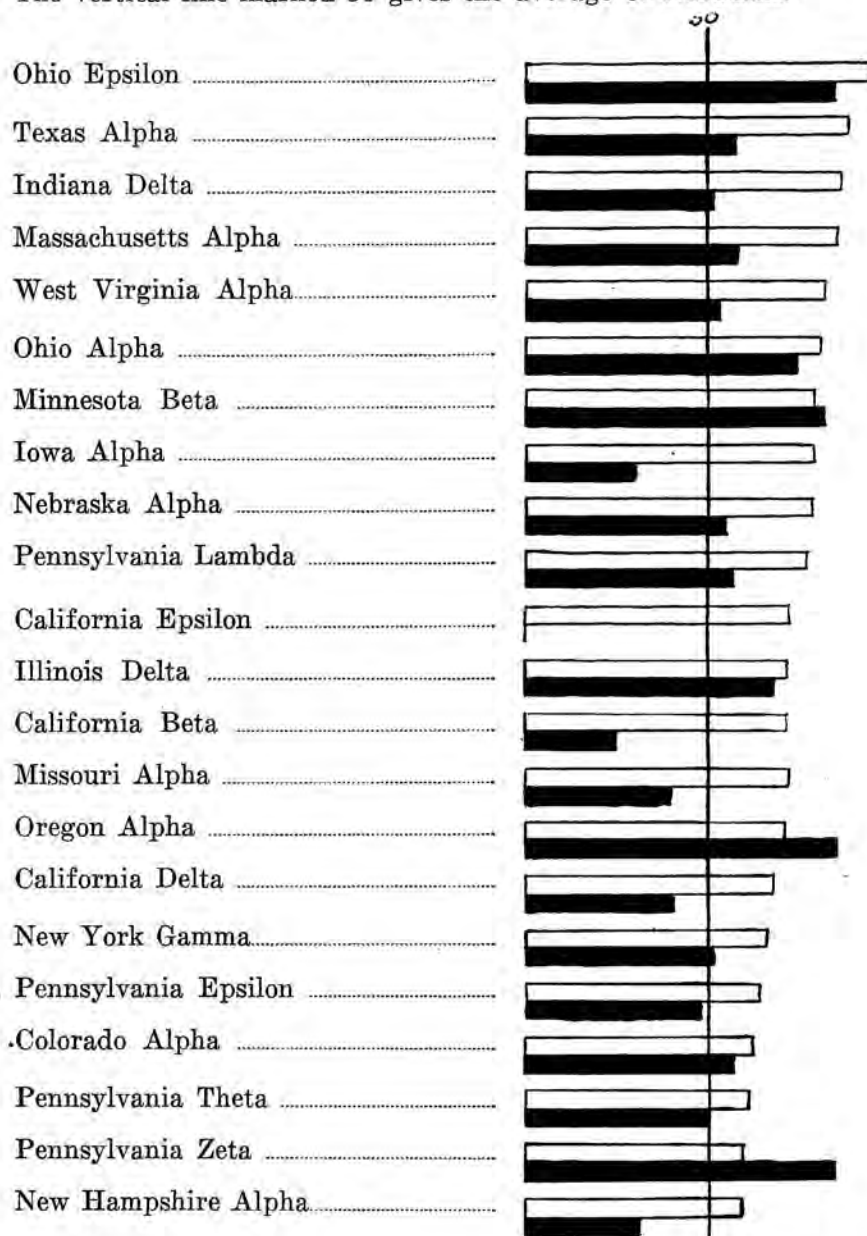 50
Ohio Epsilon
Texas Alpha
Indiana Delta
Massachusetts Alpha
West Virginia Alpha
Ohio Alpha
Minnesota Beta
Iowa Alpha
Nebraska Alpha
Pennsylvania Lambda
California Epsilon
Illinois Delta
California Beta
Missouri Alpha
Oregon Alpha
California Delta
New York Gamma
Pennsylvania Epsilon
Colorado Alpha
Pennsylvania Theta
Pennsylvania Zeta
New Hampshire Alpha